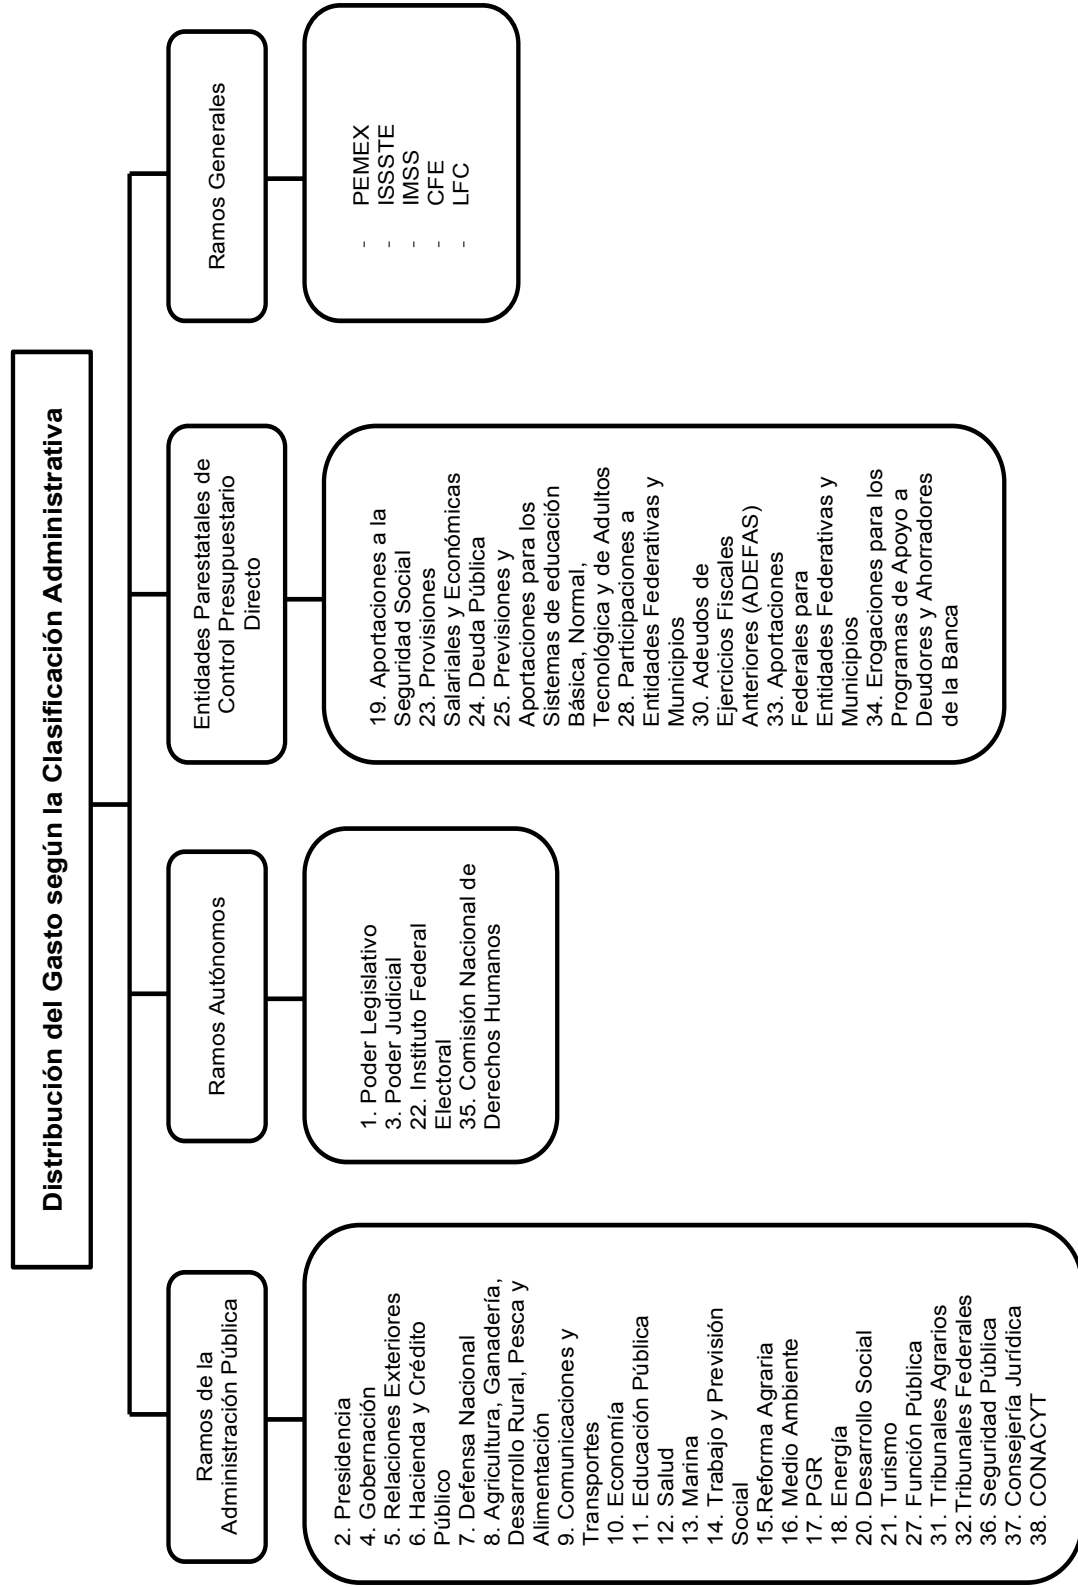 Distribución del Gasto según la Clasificación Administrativa
Ramos de la
Administración Pública
2. Presidencia
4. Gobernación
5. Relaciones Exteriores
6. Hacienda y Crédito
Público
7. Defensa Nacional
8. Agricultura, Ganadería,
Desarrollo Rural, Pesca y
Alimentación
9. Comunicaciones y
Transportes
10. Economía
11. Educación Pública
12. Salud
13. Marina
14. Trabajo y Previsión
Social
15.Reforma Agraria
16. Medio Ambiente
17. PGR
18. Energía
20. Desarrollo Social
21. Turismo
27. Función Pública
31. Tribunales Agrarios
32.Tribunales Federales
36. Seguridad Pública
37. Consejería Jurídica
38. CONACYT
Ramos Autónomos
1. Poder Legislativo
3. Poder Judicial
22. Instituto Federal
Electoral
35. Comisión Nacional de
Derechos Humanos
Entidades Parestatales de
Control Presupuestario
Directo
19. Aportaciones a la
Seguridad Social
23. Provisiones
Salariales y Económicas
24. Deuda Pública
25. Previsiones y
Aportaciones para los
Sistemas de educación
Básica, Normal,
Tecnológica y de Adultos
28. Participaciones a
Entidades Federativas y
Municipios
30. Adeudos de
Ejercicios Fiscales
Anteriores (ADEFAS)
33. Aportaciones
Federales para
Entidades Federativas y
Municipios
34. Erogaciones para los
Programas de Apoyo a
Deudores y Ahorradores
de la Banca
Ramos Generales
- PEMEX
- ISSSTE
- IMSS
- CFE
- LFC